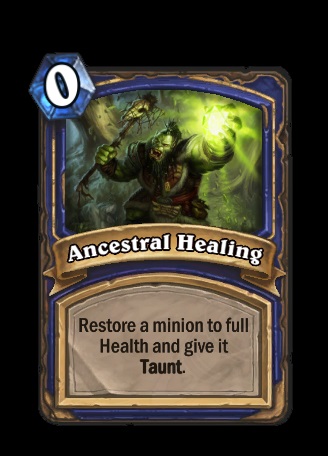 0
Ancestral Healing
Restore a minion to full
Health and give it
Taunt.